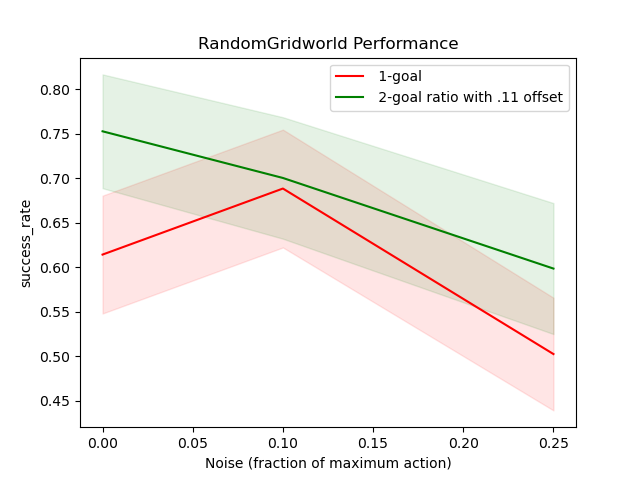 RandomGridworld Performance
1-goal
2-goal ratio with .11 offset
success_rate
0.80
0.75
0.70
0.65
0.60
0.55
0.50
0.45
0.00 0.05 0.10 0.15 0.20 0.25
Noise (fraction of maximum action)